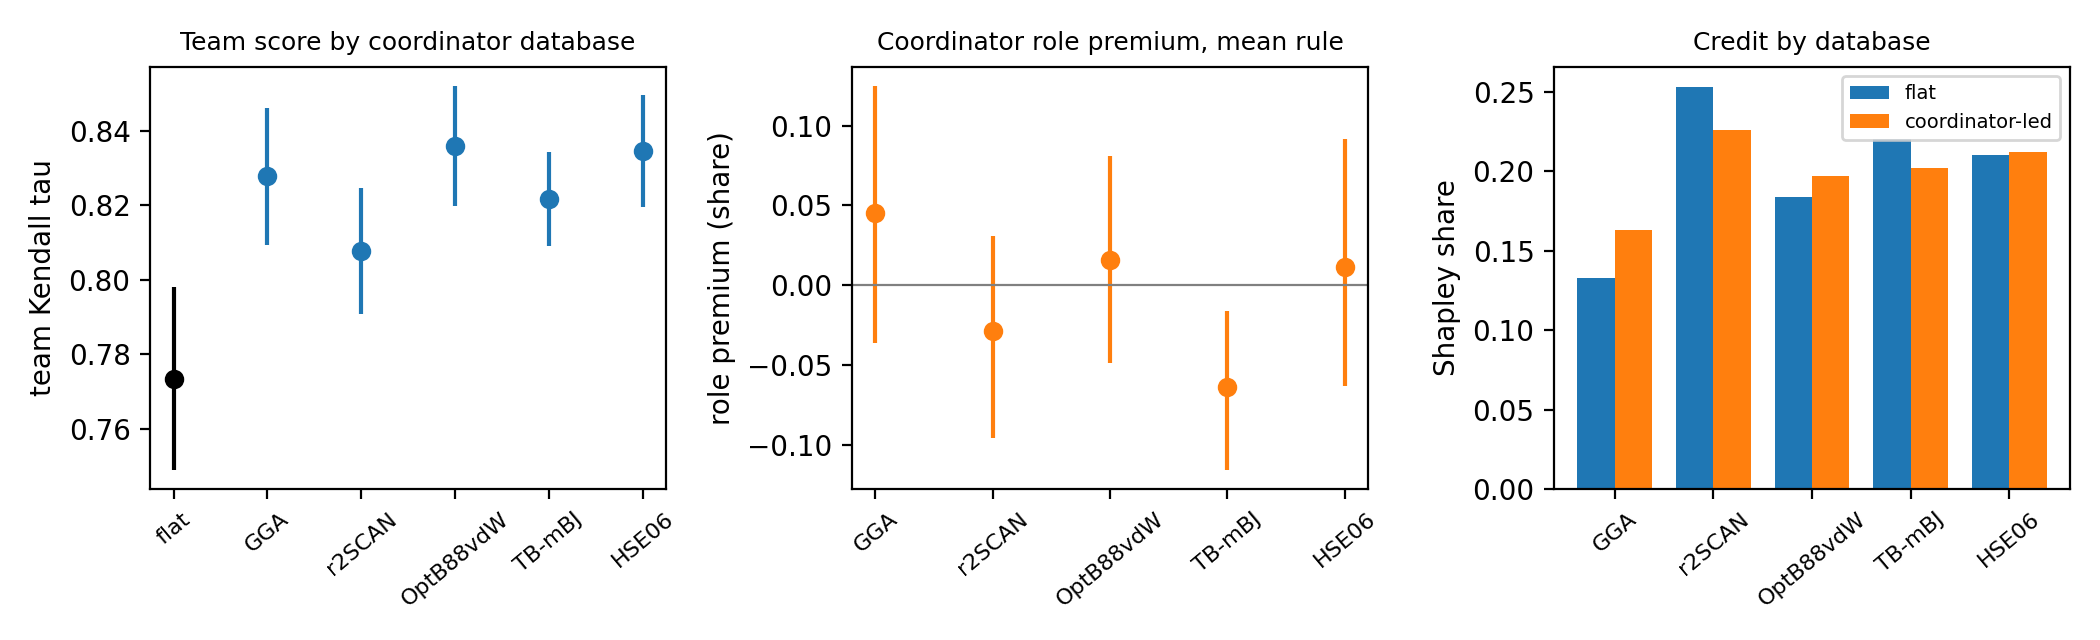 Team score by coordinator database
team Kendall tau
0.84
0.82
0.80
0.78
0.76
flat
GGA
r2SCAN
OptB88vdW
TB-mBJ
HSE06
Coordinator role premium, mean rule
role premium (share)
0.10
0.05
0.00
−0.05
−0.10
GGA
r2SCAN
OptB88vdW
TB-mBJ
HSE06
Credit by database
Shapley share
0.25
0.20
0.15
0.10
0.05
0.00
flat
coordinator-led
GGA
r2SCAN
OptB88vdW
TB-mBJ
HSE06